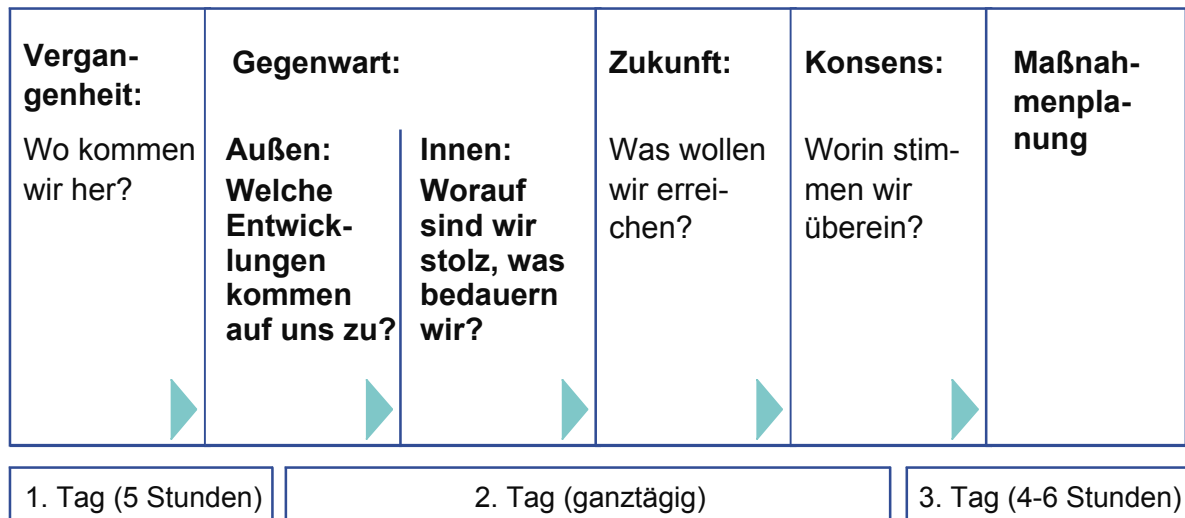 Vergan-
genheit:
Wo kommen
wir her?
Gegenwart:
Außen:
Welche
Entwick-
lungen
kommen
auf uns zu?
Innen:
Worauf
sind wir
stolz, was
bedauern
wir?
Zukunft:
Was wollen
wir errei-
chen?
Konsens:
Worin stim-
men wir
überein?
Maßnah-
menpla-
nung
1. Tag (5 Stunden)
2. Tag (ganztägig)
3. Tag (4-6 Stunden)